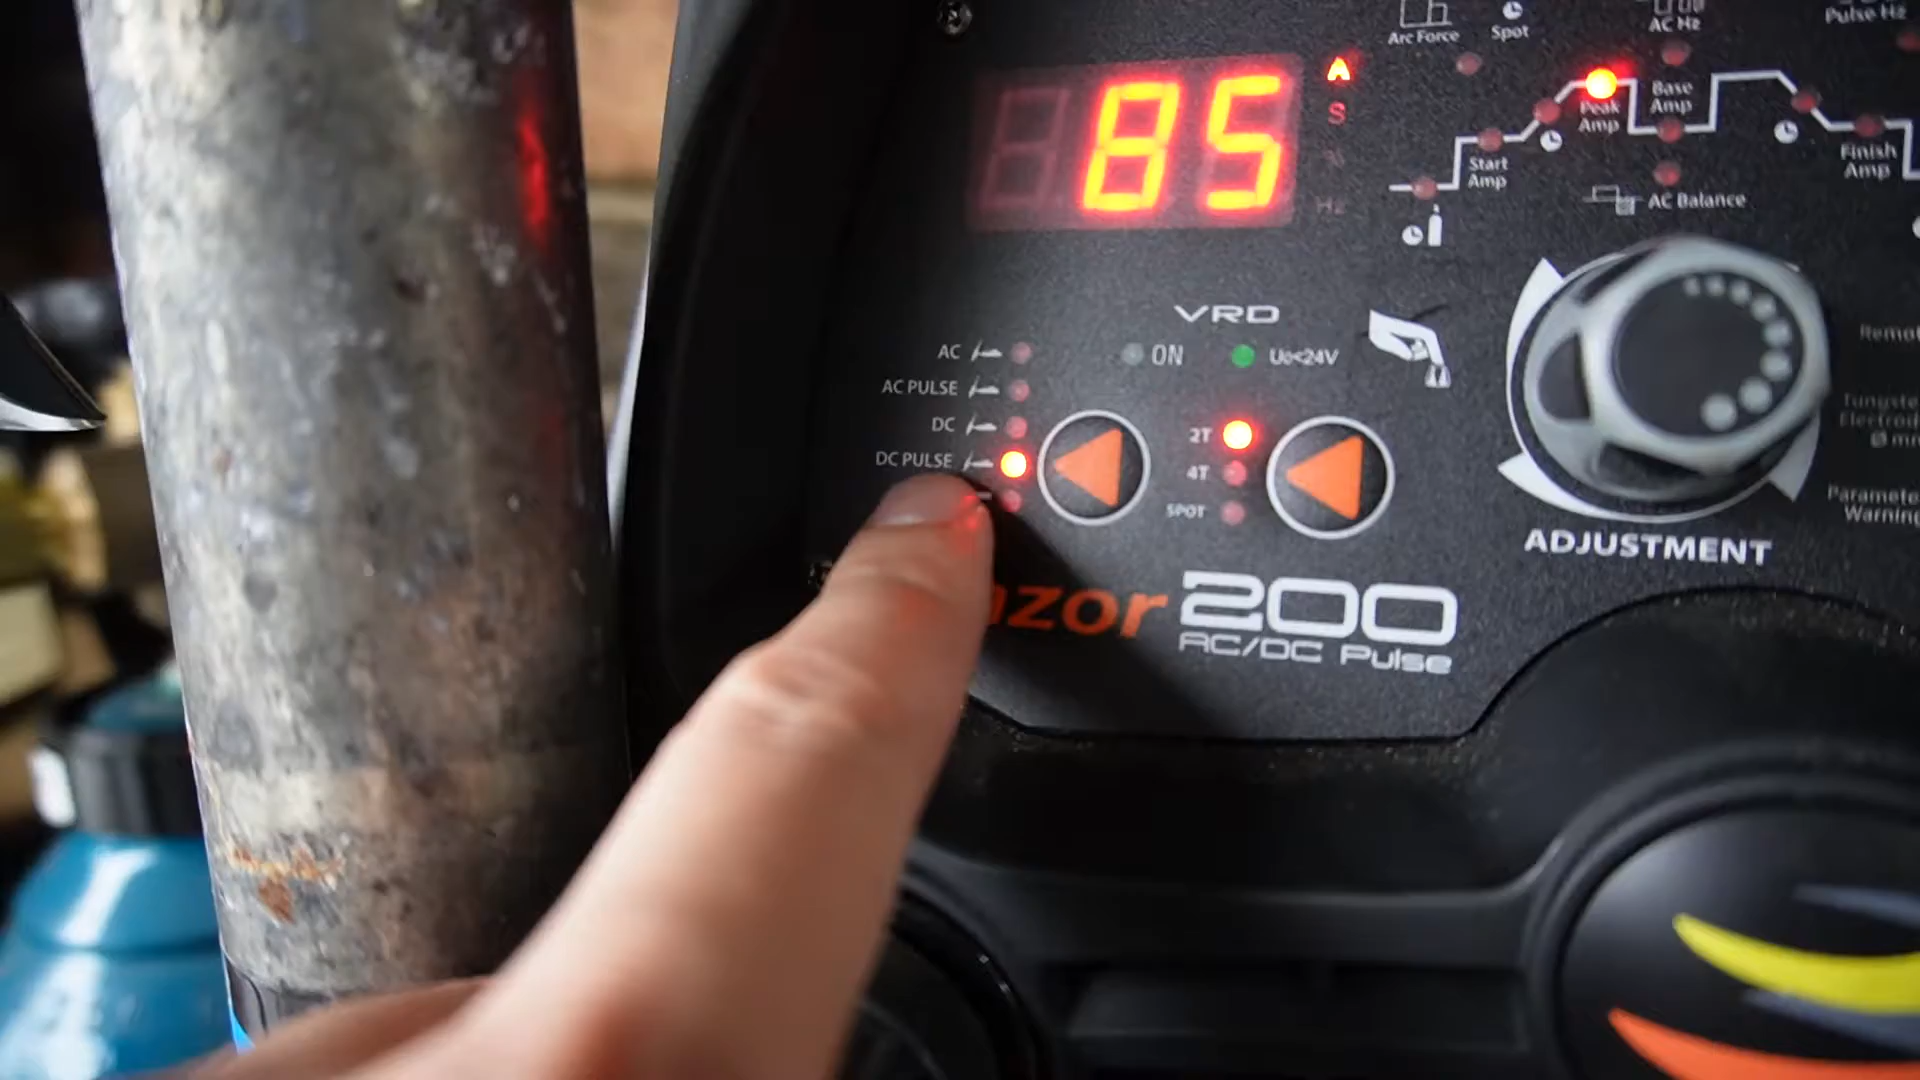 Arc Force
Spot
AC Hz
Pulse Hz
85
A
S
%
Hz
Start
Amp
Peak
Amp
Base
Amp
Finish
Amp
AC Balance
VRD
ON
Uo<24V
AC
AC PULSE
DC
DC PULSE
2T
4T
SPOT
ADJUSTMENT
Parameter
Warning
200
AC/DC Pulse